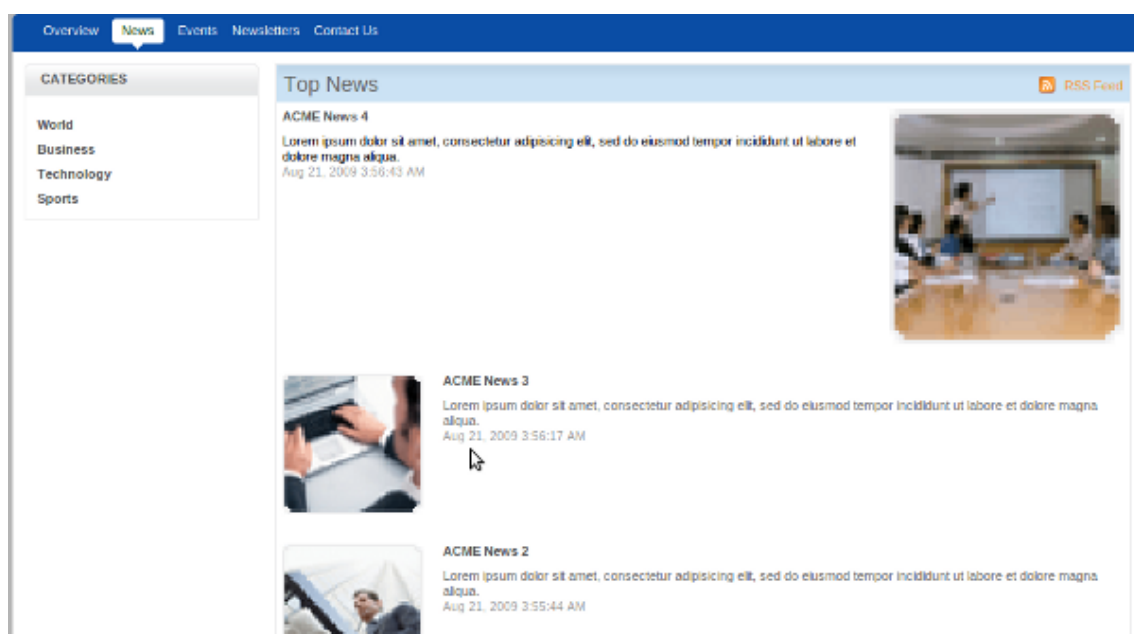 Overview News Events Newsletters Contact Us
CATEGORIES
World
Business
Technology
Sports
Top News
RSS Feed
ACME News 4
Lorem ipsum dolor sit amet, consectetur adipisicing elit, sed do eiusmod tempor incididunt ut labore et
dolore magna aliqua.
Aug 21, 2009 3:56:43 AM
ACME News 3
Lorem ipsum dolor sit amet, consectetur adipisicing elit, sed do eiusmod tempor incididunt ut labore et dolore magna
aliqua.
Aug 21, 2009 3:56:17 AM
ACME News 2
Lorem ipsum dolor sit amet, consectetur adipisicing elit, sed do eiusmod tempor incididunt ut labore et dolore magna
aliqua.
Aug 21, 2009 3:55:44 AM